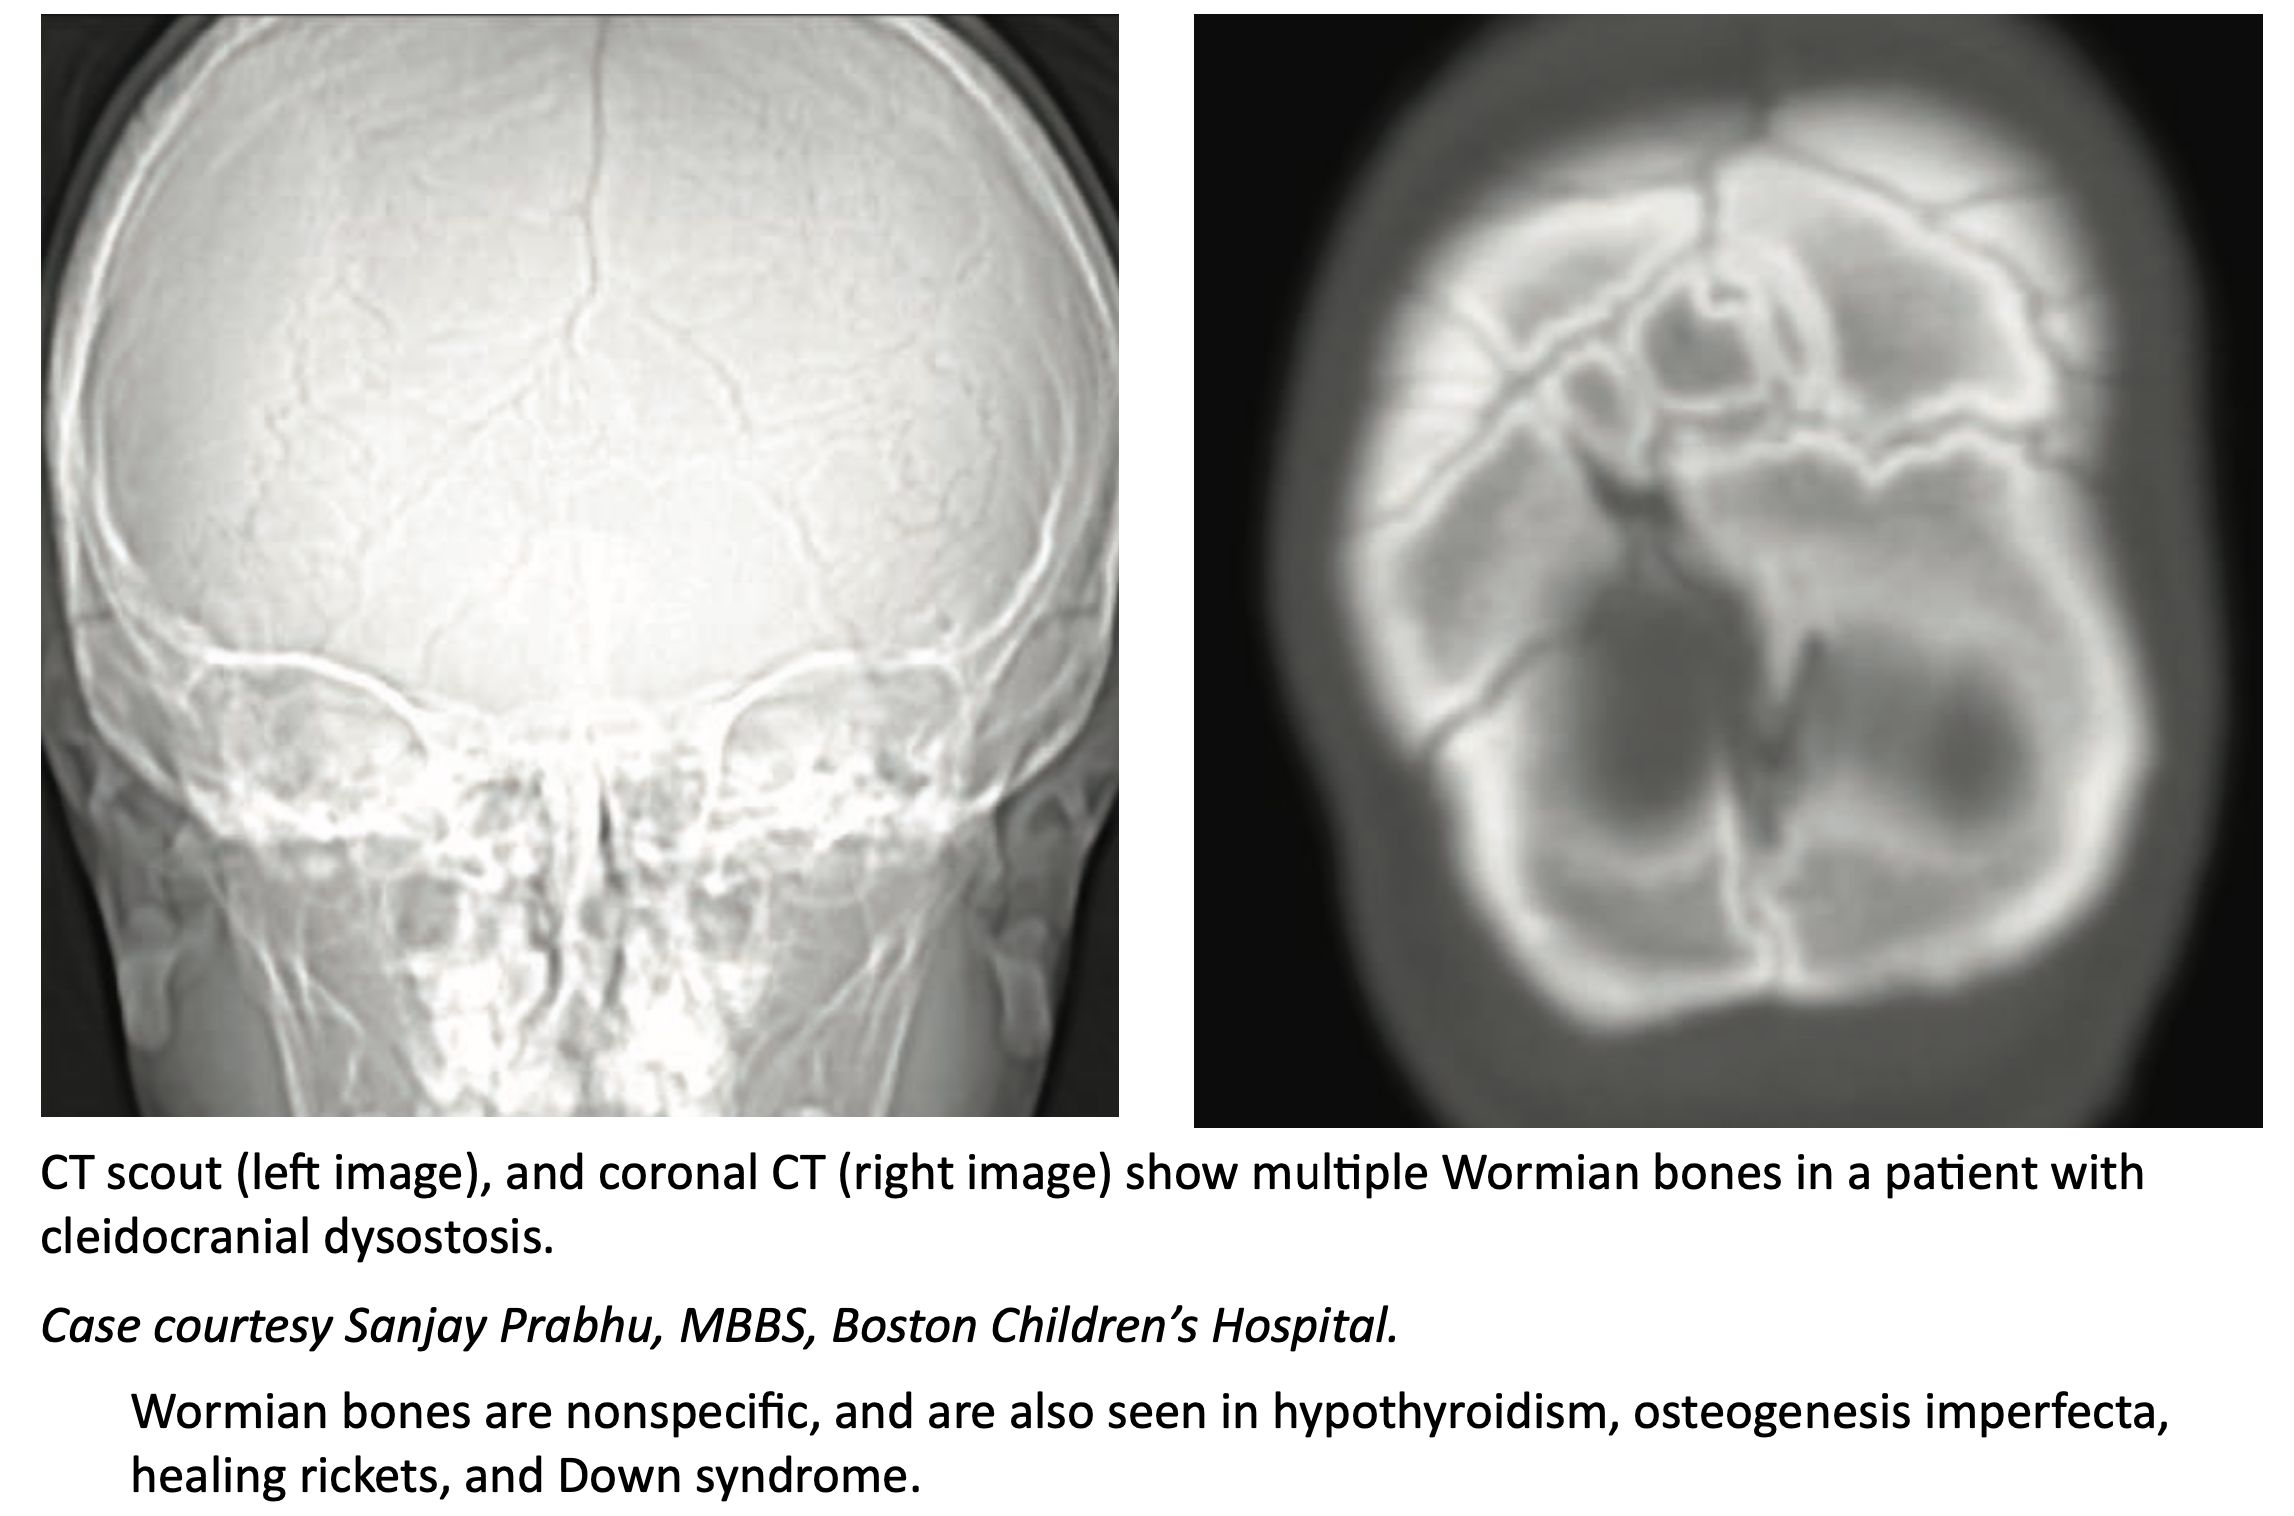 CT scout (left image), and coronal CT (right image) show multiple Wormian bones in a patient with
cleidocranial dysostosis.
Case courtesy Sanjay Prabhu, MBBS, Boston Children’s Hospital.
Wormian bones are nonspecific, and are also seen in hypothyroidism, osteogenesis imperfecta,
healing rickets, and Down syndrome.